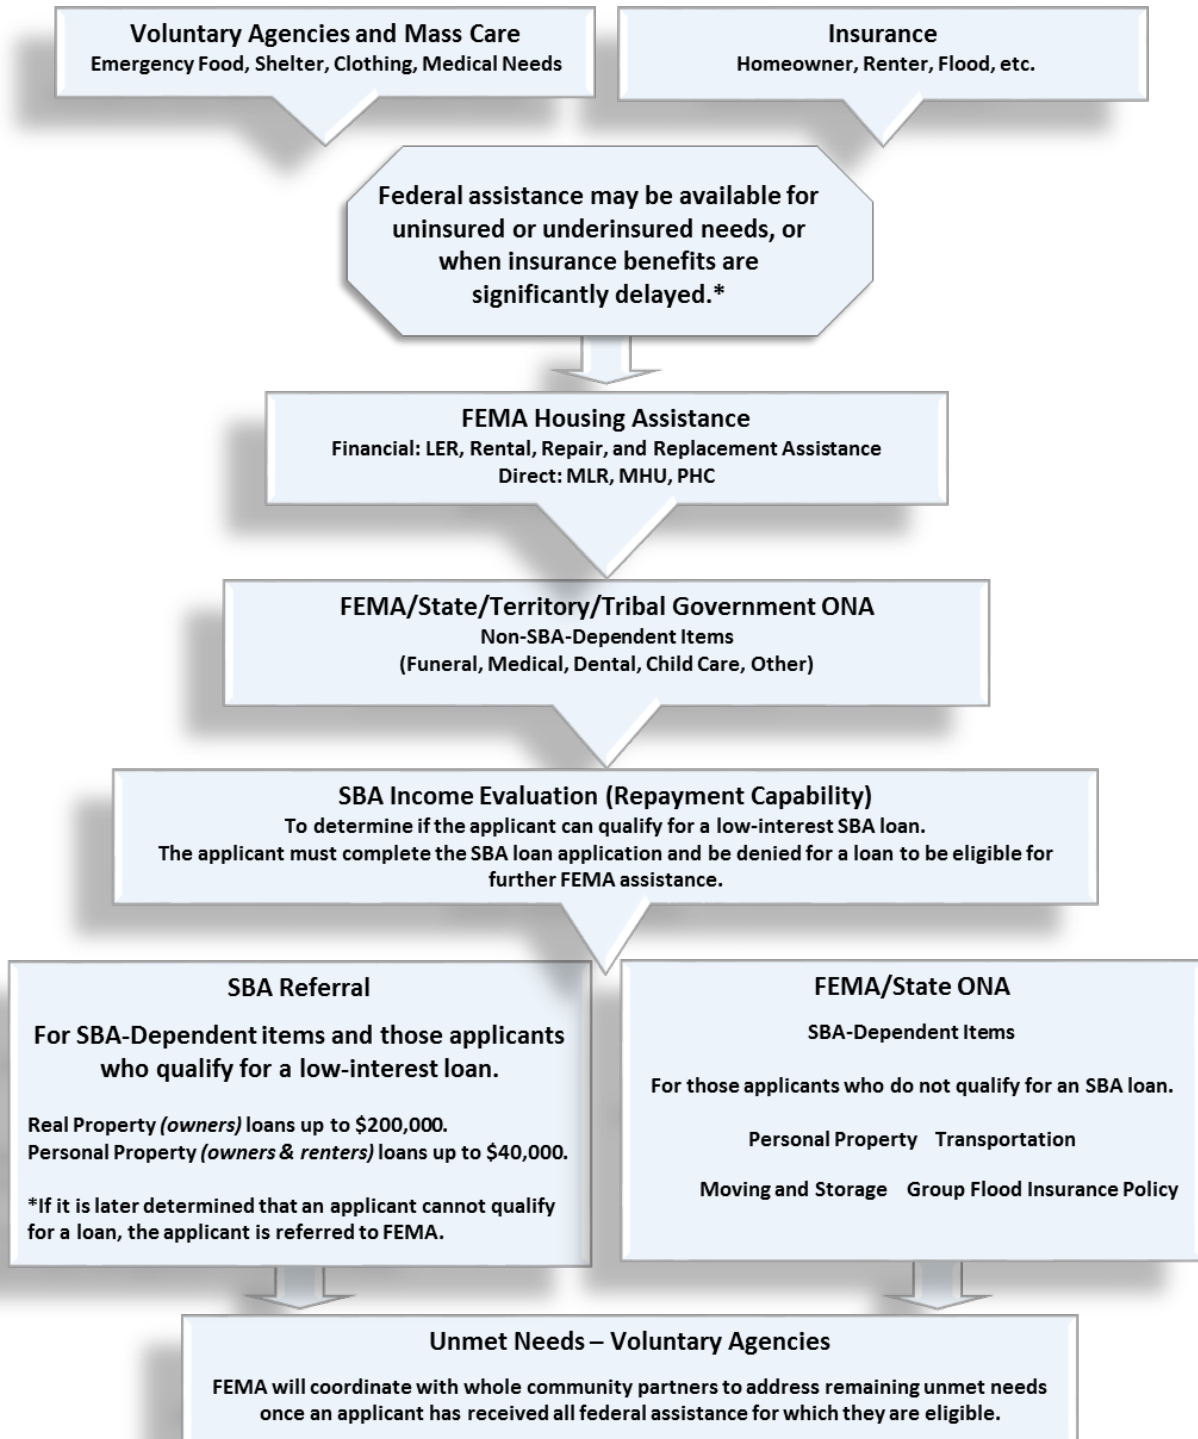 Voluntary Agencies and Mass Care
Emergency Food, Shelter, Clothing, Medical Needs
Insurance
Homeowner, Renter, Flood, etc.
Federal assistance may be available for
uninsured or underinsured needs, or
when insurance benefits are
significantly delayed.*
FEMA Housing Assistance
Financial: LER, Rental, Repair, and Replacement Assistance
Direct: MLR, MHU, PHC
FEMA/State/Territory/Tribal Government ONA
Non-SBA-Dependent Items
(Funeral, Medical, Dental, Child Care, Other)
SBA Income Evaluation (Repayment Capability)
To determine if the applicant can qualify for a low-interest SBA loan.
The applicant must complete the SBA loan application and be denied for a loan to be eligible for
further FEMA assistance.
SBA Referral
For SBA-Dependent items and those applicants
who qualify for a low-interest loan.
Real Property (owners) loans up to $200,000.
Personal Property (owners & renters) loans up to $40,000.
*If it is later determined that an applicant cannot qualify
for a loan, the applicant is referred to FEMA.
FEMA/State ONA
SBA-Dependent Items
For those applicants who do not qualify for an SBA loan.
Personal Property Transportation
Moving and Storage Group Flood Insurance Policy
Unmet Needs – Voluntary Agencies
FEMA will coordinate with whole community partners to address remaining unmet needs
once an applicant has received all federal assistance for which they are eligible.